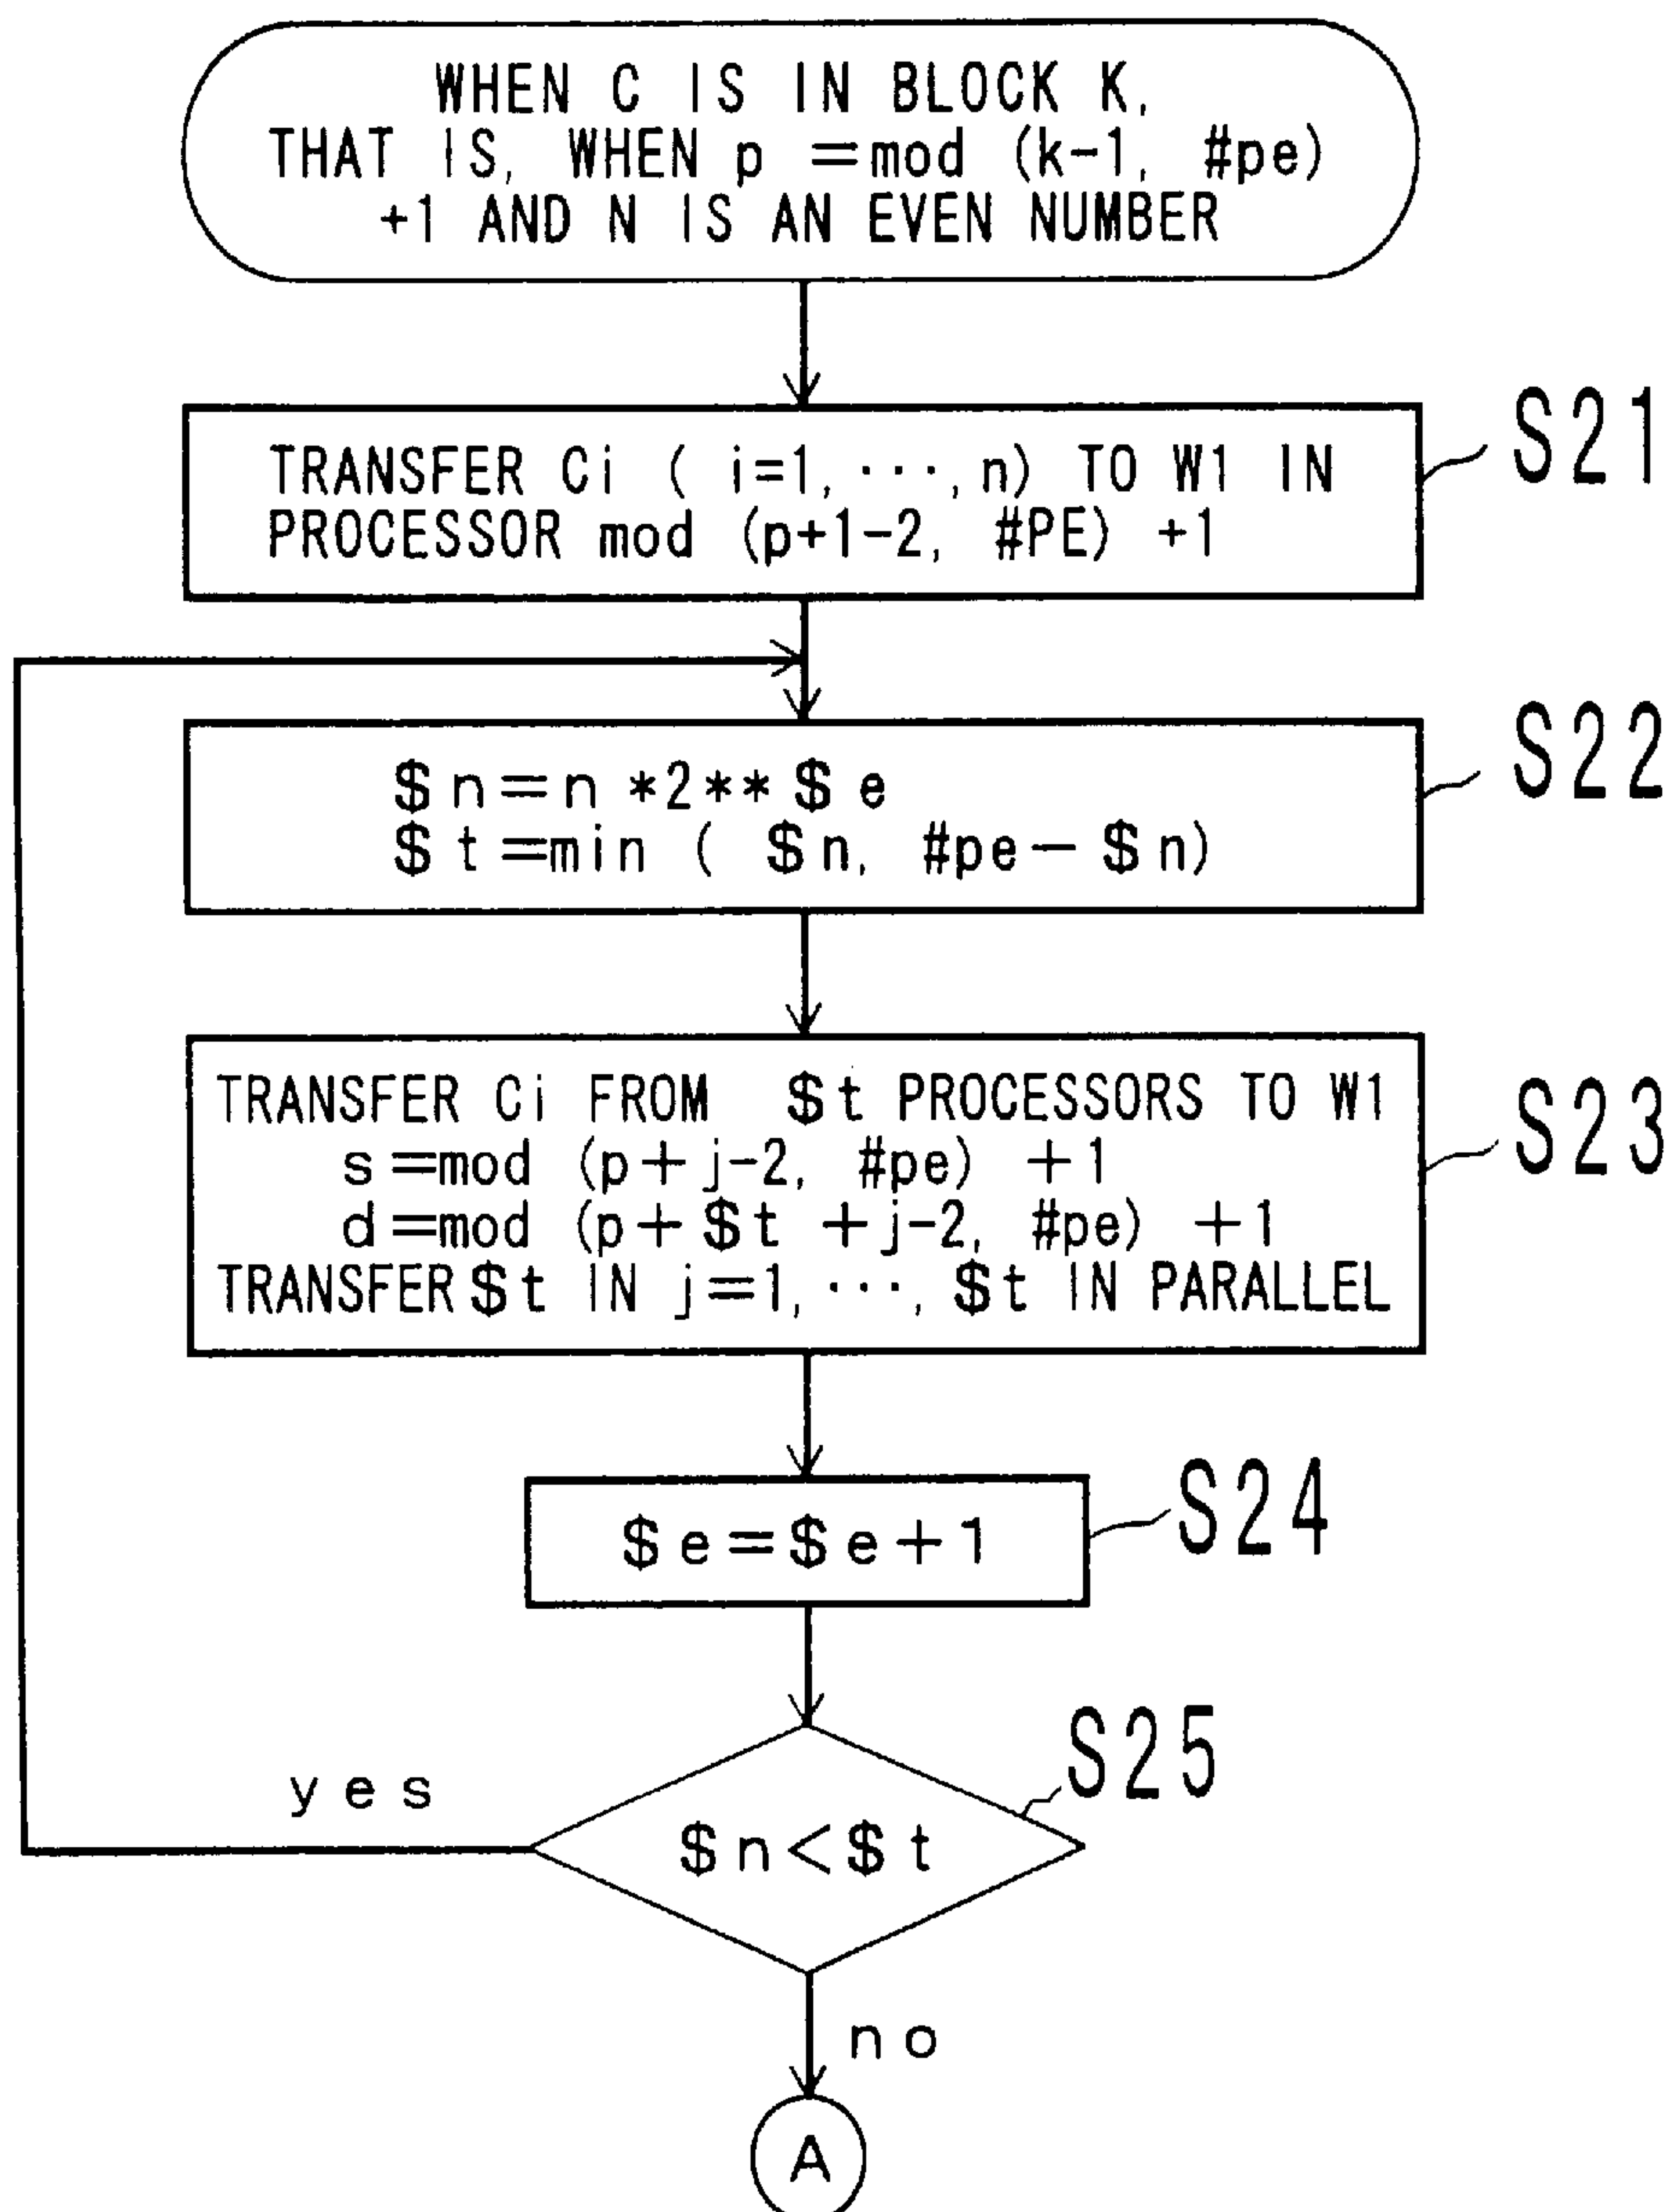 WHEN C IS IN BLOCK K,
THAT IS, WHEN p =mod (k-1, #pe)
+1 AND N IS AN EVEN NUMBER
TRANSFER Ci ( i=1, ···, n) TO W1 IN
PROCESSOR mod (p+1-2, #PE) +1
S21
$n=n *2** $e
$t=min ( $n, #pe- $n)
S22
TRANSFER Ci FROM $t PROCESSORS TO W1
s=mod (p+j-2, #pe) +1
d=mod (p+$t +j-2, #pe) +1
TRANSFER $t IN j=1, ···, $t IN PARALLEL
S23
$e=$e+1
S24
S25
yes
$n<$t
no
A